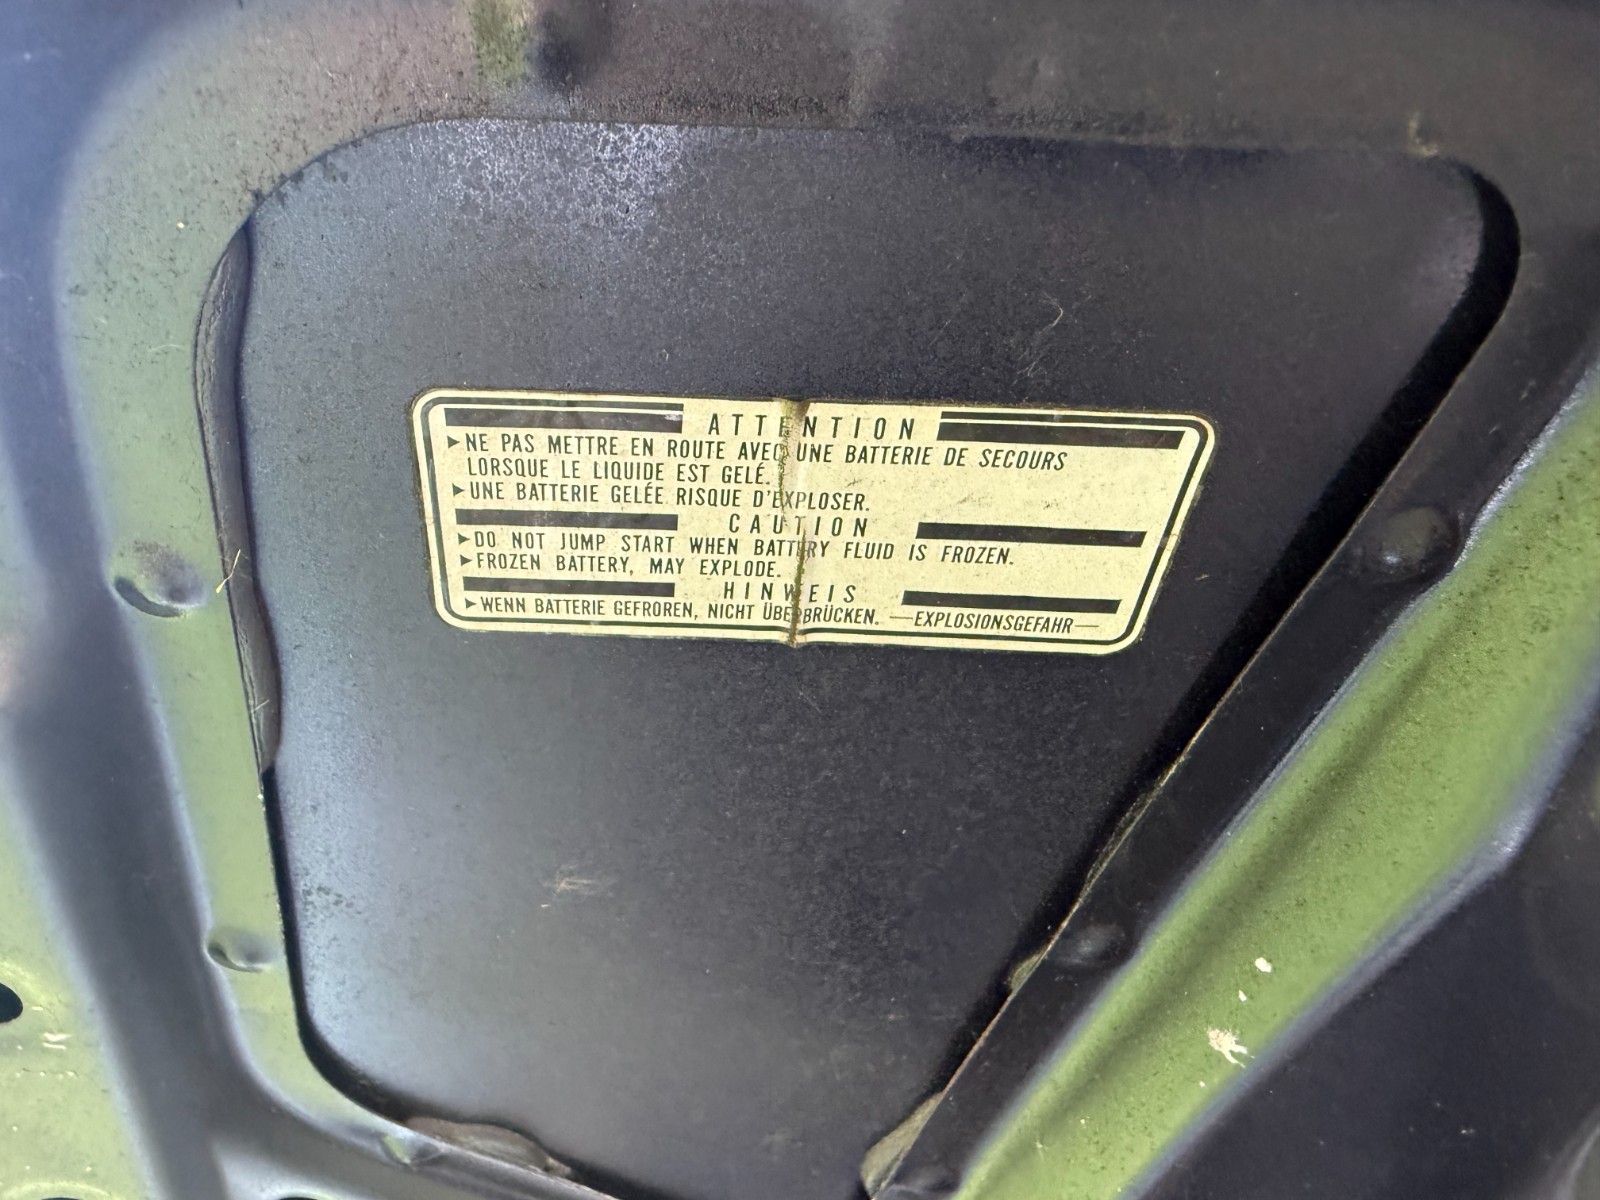 ATTENTION
▸NE PAS METTRE EN ROUTE AVEC UNE BATTERIE DE SECOURS
LORSQUE LE LIQUIDE EST GELÉ.
▸UNE BATTERIE GELÉE RISQUE D'EXPLOSER.
CAUTION
▸DO NOT JUMP START WHEN BATTERY FLUID IS FROZEN.
▸FROZEN BATTERY, MAY EXPLODE.
HINWEIS
▸WENN BATTERIE GEFROREN, NICHT ÜBERBRÜCKEN. —EXPLOSIONSGEFAHR—